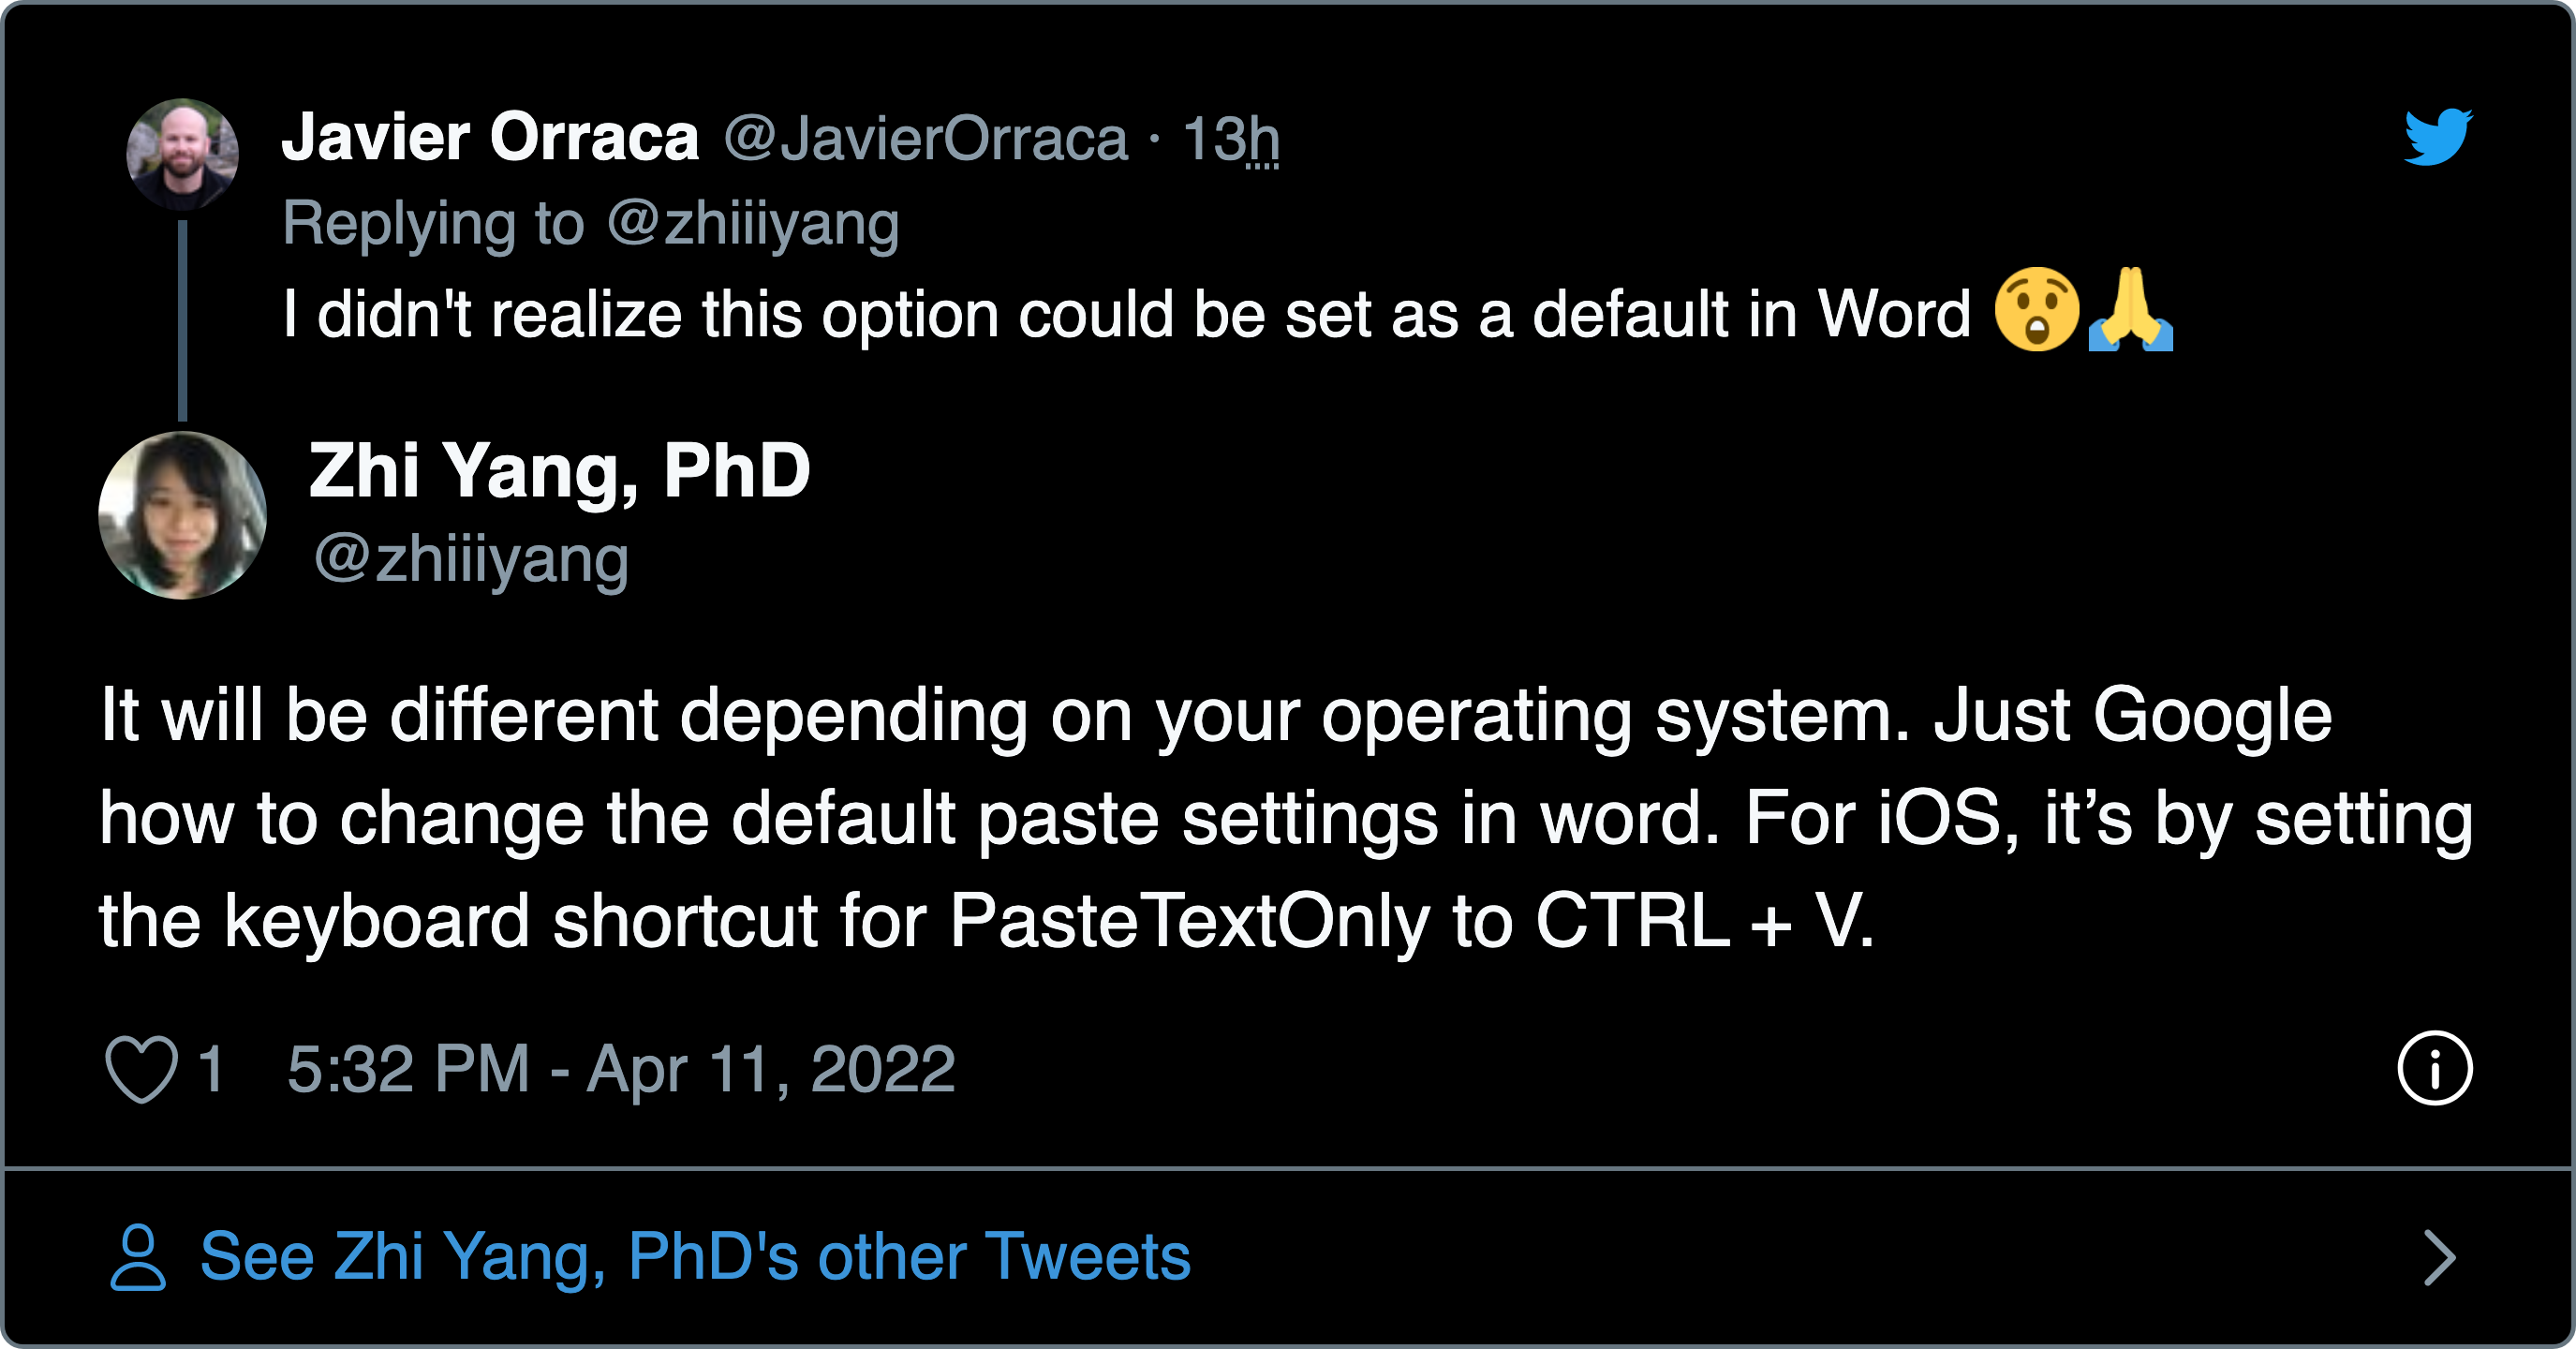 Javier Orraca @JavierOrraca · 13h
Replying to @zhiiiyang
I didn't realize this option could be set as a default in Word 😲🙏
Zhi Yang, PhD
@zhiiiyang
It will be different depending on your operating system. Just Google
how to change the default paste settings in word. For iOS, it’s by setting
the keyboard shortcut for PasteTextOnly to CTRL + V.
1 5:32 PM - Apr 11, 2022
See Zhi Yang, PhD's other Tweets